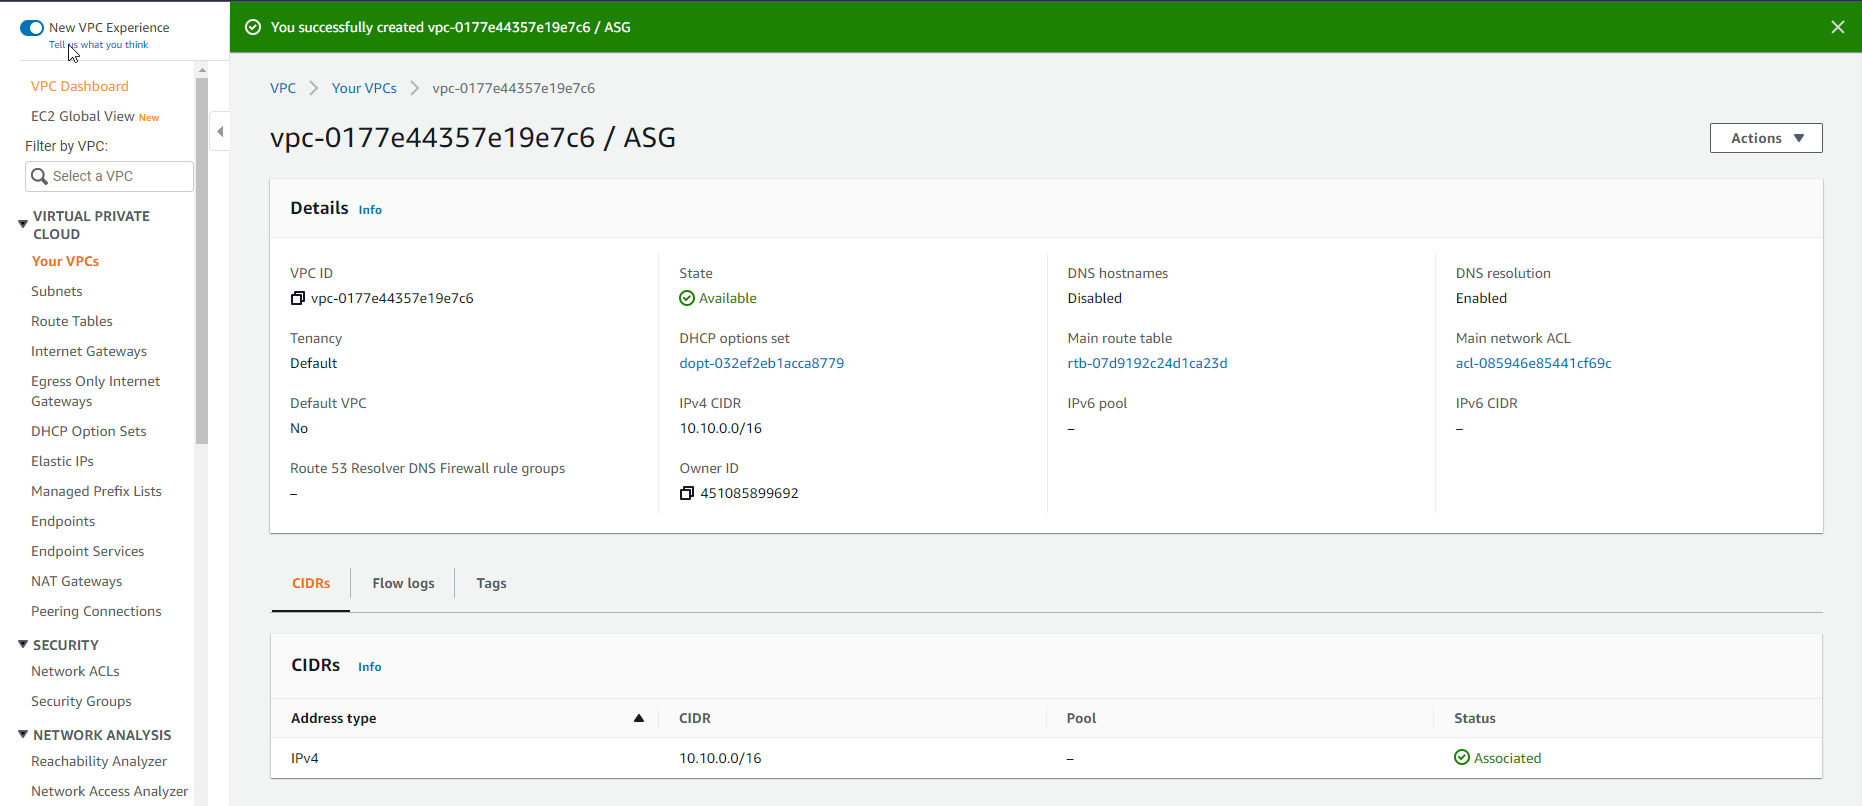 New VPC Experience
Tell us what you think
VPC Dashboard
EC2 Global View New
Filter by VPC:
Select a VPC
VIRTUAL PRIVATE
CLOUD
Your VPCs
Subnets
Route Tables
Internet Gateways
Egress Only Internet
Gateways
DHCP Option Sets
Elastic IPs
Managed Prefix Lists
Endpoints
Endpoint Services
NAT Gateways
Peering Connections
SECURITY
Network ACLs
Security Groups
NETWORK ANALYSIS
Reachability Analyzer
Network Access Analyzer
You successfully created vpc-0177e44357e19e7c6 / ASG
VPC > Your VPCs > vpc-0177e44357e19e7c6
vpc-0177e44357e19e7c6 / ASG
Actions
Details Info
VPC ID
vpc-0177e44357e19e7c6
State
Available
DNS hostnames
Disabled
DNS resolution
Enabled
Tenancy
Default
DHCP options set
dopt-032ef2eb1acca8779
Main route table
rtb-07d9192c24d1ca23d
Main network ACL
acl-085946e85441cf69c
Default VPC
No
IPv4 CIDR
10.10.0.0/16
IPv6 pool
–
IPv6 CIDR
–
Route 53 Resolver DNS Firewall rule groups
–
Owner ID
451085899692
CIDRs Flow logs Tags
CIDRs Info
Address type CIDR Pool Status
IPv4 10.10.0.0/16 – Associated